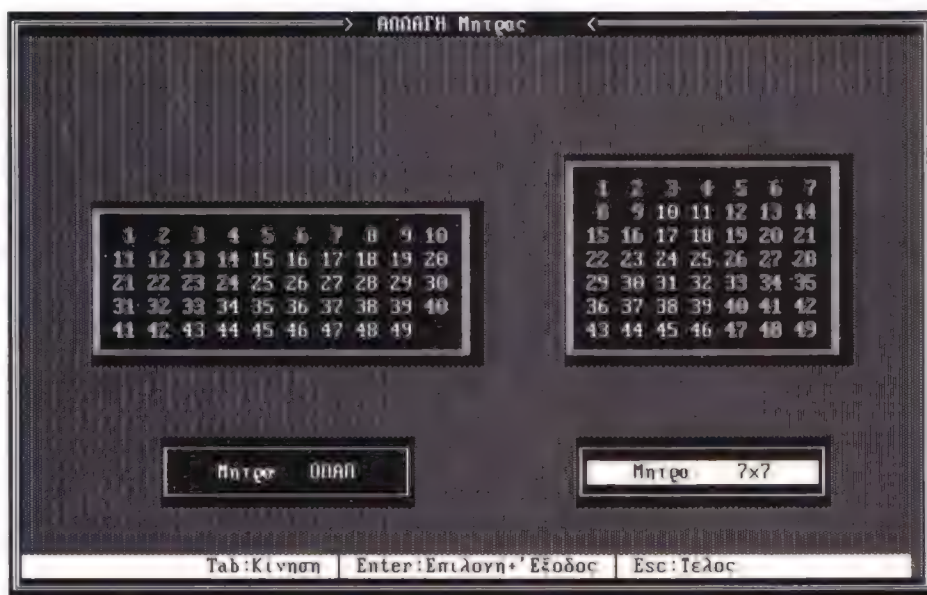 ΑΛΛΑΓΗ Μητρας
1 2 3 4 5 6 7 8 9 10
11 12 13 14 15 16 17 18 19 20
21 22 23 24 25 26 27 28 29 30
31 32 33 34 35 36 37 38 39 40
41 42 43 44 45 46 47 48 49
1 2 3 4 5 6 7
8 9 10 11 12 13 14
15 16 17 18 19 20 21
22 23 24 25 26 27 28
29 30 31 32 33 34 35
36 37 38 39 40 41 42
43 44 45 46 47 48 49
Μητρα ΟΠΑΠ
Μητρα 7x7
Tab:Κίνηση Enter:Επιλογη+'Εξοδος Esc:Τέλος